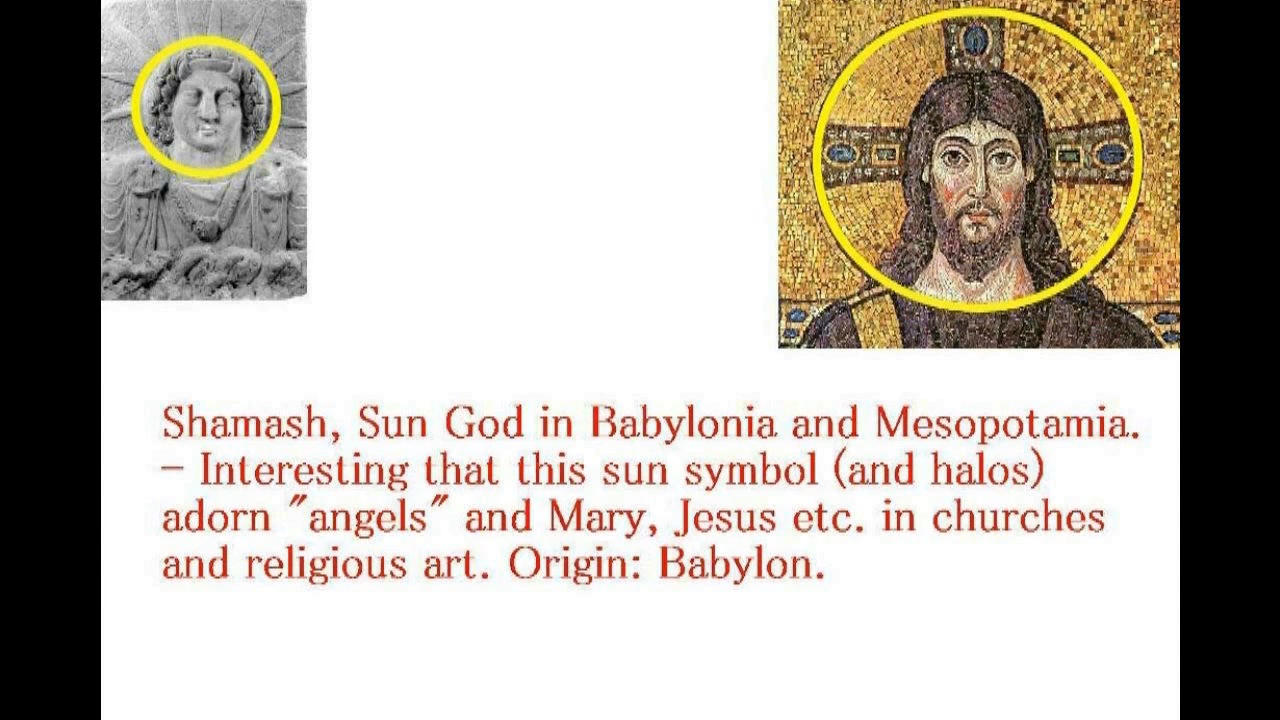 Shamash, Sun God in Babylonia and Mesopotamia.
- Interesting that this sun symbol (and halos)
adorn "angels" and Mary, Jesus etc. in churches
and religious art. Origin: Babylon.